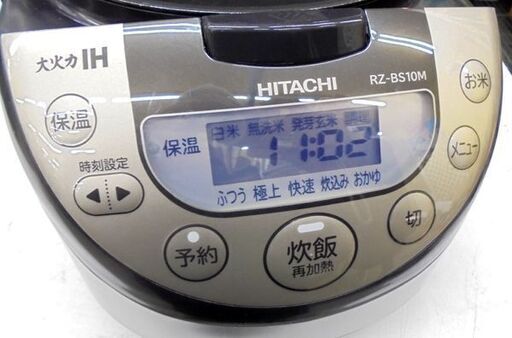 大火力IH
HITACHI
RZ-BS10M
お米
保温
保温
白米 無洗米 発芽玄米
11:02
メニュー
時刻設定
ふつう 極上 快速 炊込み おかゆ
切
予約
炊飯
再加熱